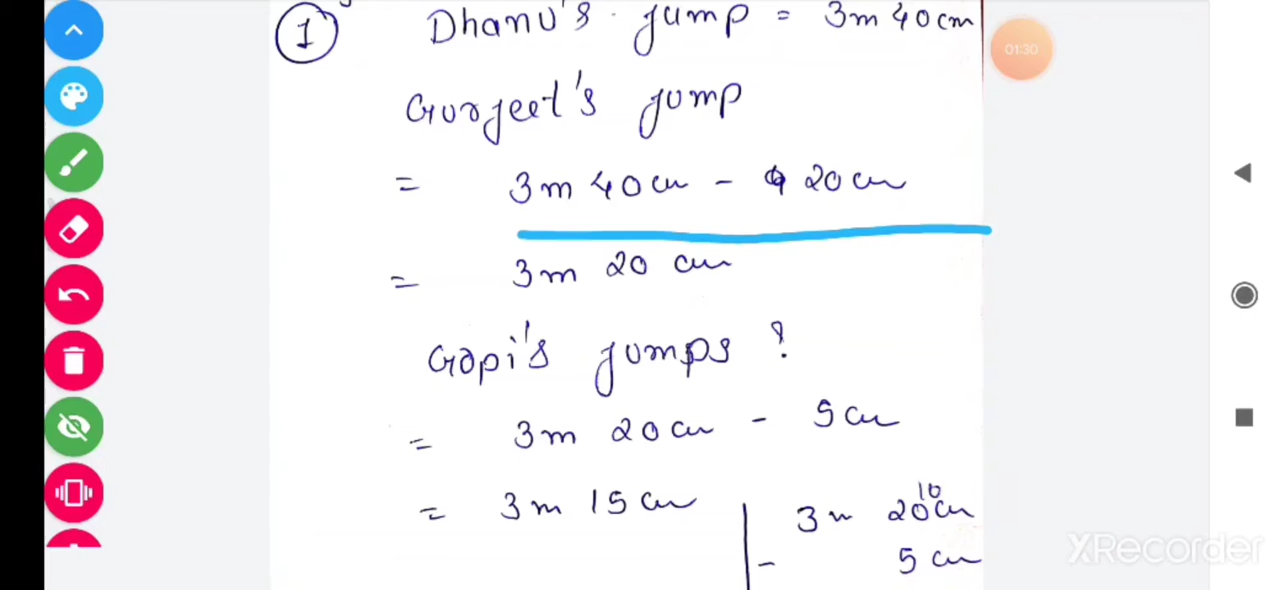 1 Dhanu's jump = 3m 40cm
01:30
Gurjeet's jump
= 3m 40cm - 20cm
= 3m 20 cm
Gopi's jumps ?
= 3m 20cm - 5cm
= 3m 15cm
10
3m 20cm
- 5cm
XRecorder